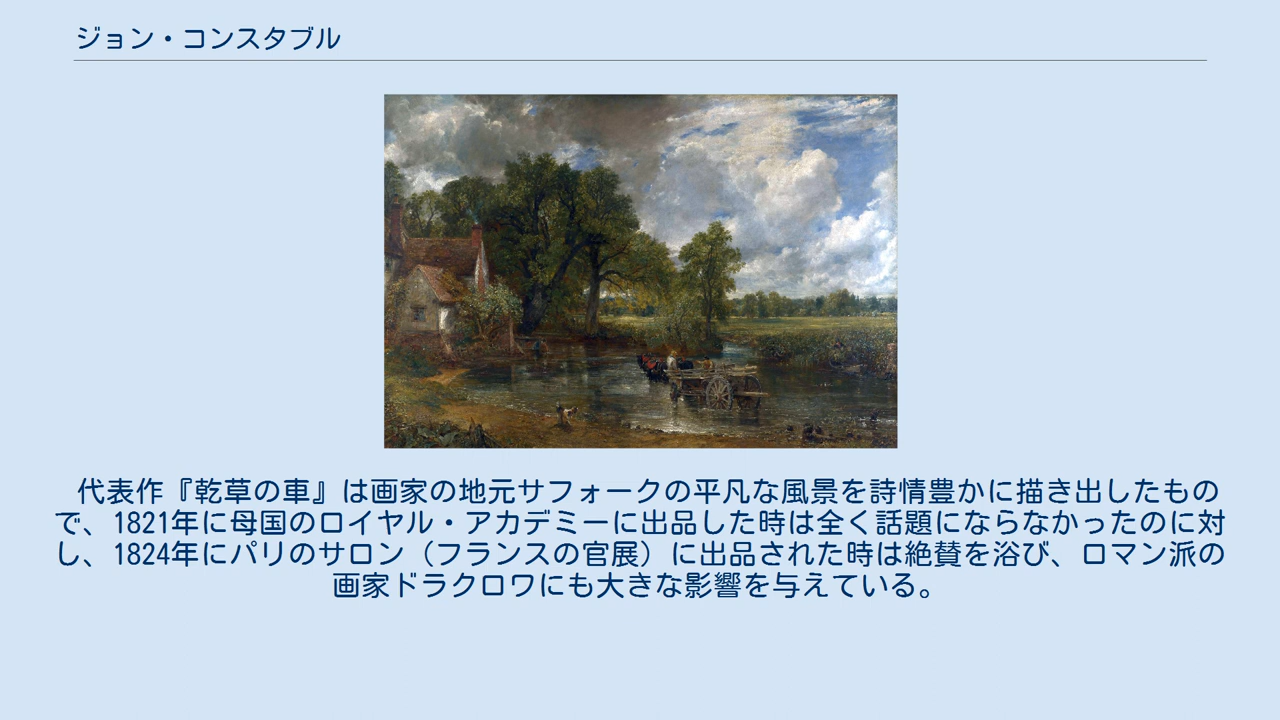 ジョン・コンスタブル
代表作『乾草の車』は画家の地元サフォークの平凡な風景を詩情豊かに描き出したもの
で、1821年に母国のロイヤル・アカデミーに出品した時は全く話題にならなかったのに対
し、1824年にパリのサロン（フランスの官展）に出品された時は絶賛を浴び、ロマン派の
画家ドラクロワにも大きな影響を与えている。